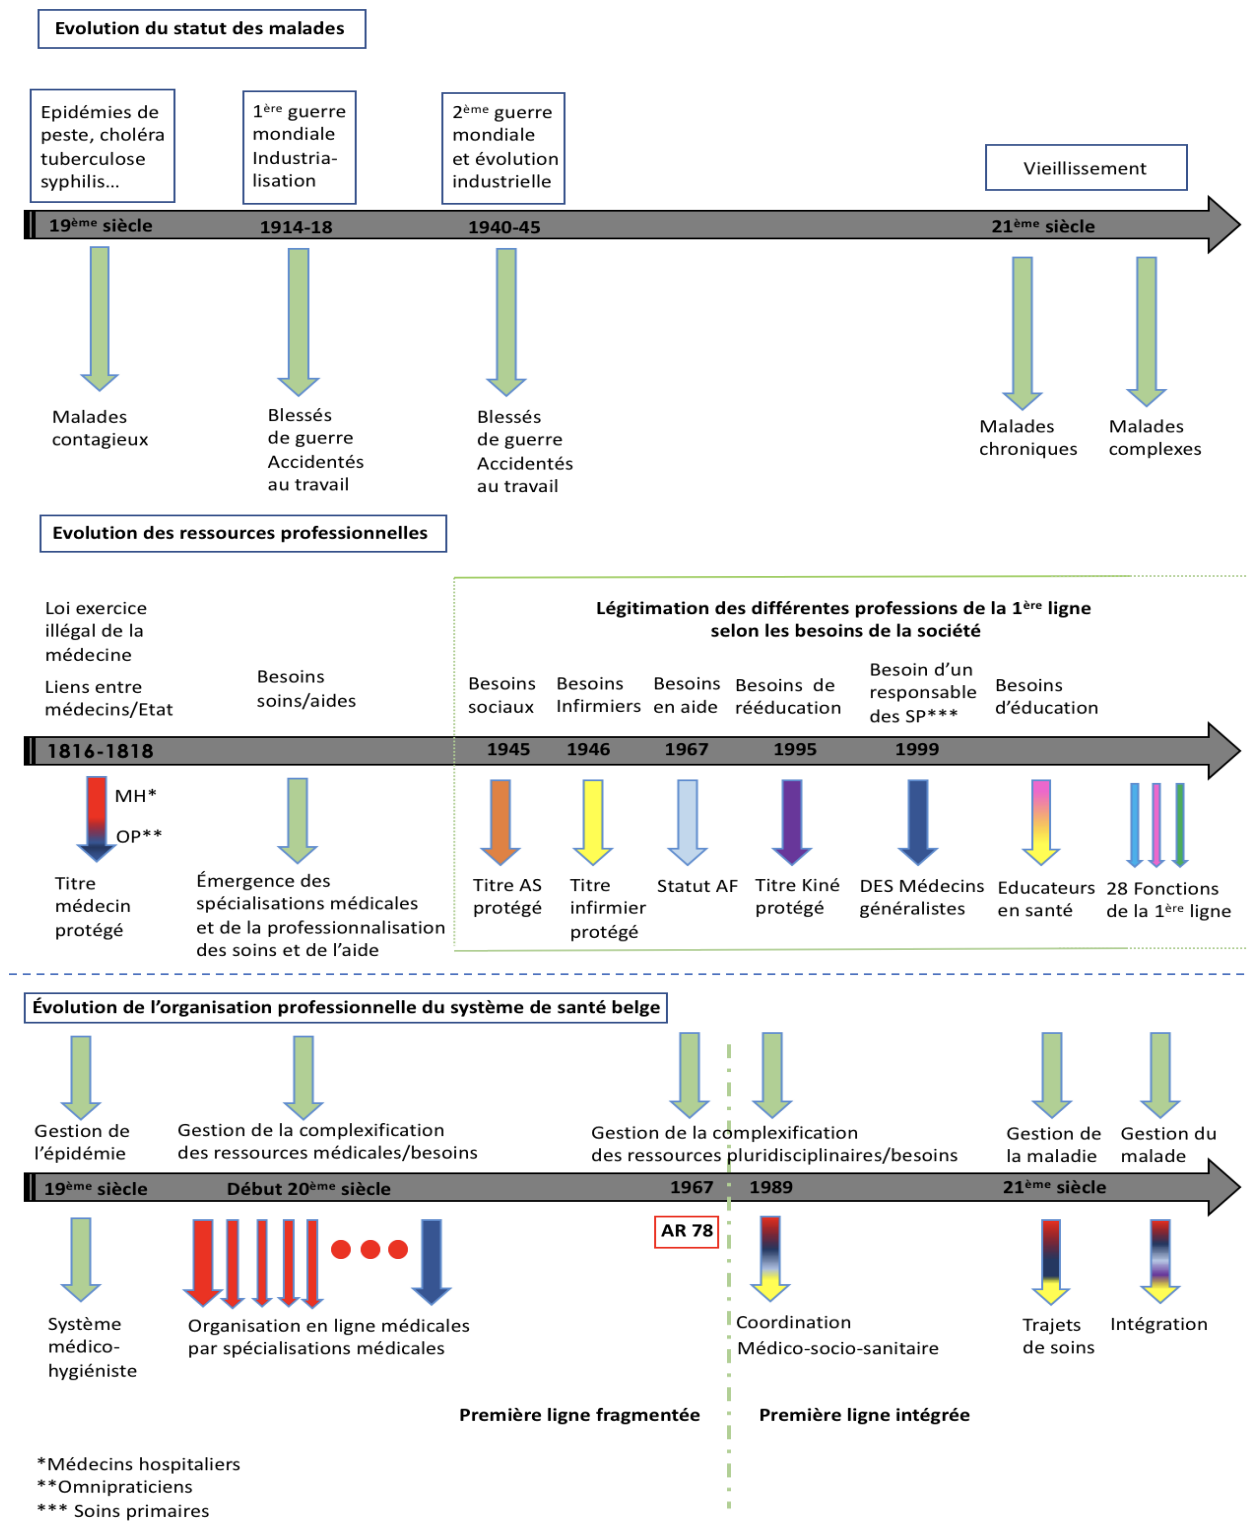 Evolution du statut des malades
Epidémies de
peste, choléra
tuberculose
syphilis...
1ère guerre
mondiale
Industria-
lisation
2ème guerre
mondiale
et évolution
industrielle
Vieillissement
19ème siècle
1914-18
1940-45
21ème siècle
Malades
contagieux
Blessés
de guerre
Accidentés
au travail
Blessés
de guerre
Accidentés
au travail
Malades
chroniques
Malades
complexes
Evolution des ressources professionnelles
Loi exercice
illégal de la
médecine
Liens entre
médecins/Etat
Besoins
soins/aides
Légitimation des différentes professions de la 1ère ligne
selon les besoins de la société
Besoins
sociaux
Besoins
Infirmiers
Besoins
en aide
Besoins de
rééducation
Besoin d'un
responsable
des SP***
Besoins
d'éducation
1816-1818
1945
1946
1967
1995
1999
MH*
OP**
Titre
médecin
protégé
Émergence des
spécialisations médicales
et de la professionnalisation
des soins et de l'aide
Titre AS
protégé
Titre
infirmier
protégé
Statut AF
Titre Kiné
protégé
DES Médecins
généralistes
Educateurs
en santé
28 Fonctions
de la 1ère ligne
Évolution de l'organisation professionnelle du système de santé belge
Gestion de
l'épidémie
Gestion de la complexification
des ressources médicales/besoins
Gestion de la complexification
des ressources pluridisciplinaires/besoins
Gestion de
la maladie
Gestion du
malade
19ème siècle
Début 20ème siècle
1967
1989
21ème siècle
AR 78
Système
médico-
hygiéniste
Organisation en ligne médicales
par spécialisations médicales
Coordination
Médico-socio-sanitaire
Trajets
de soins
Intégration
Première ligne fragmentée
Première ligne intégrée
*Médecins hospitaliers
**Omnipraticiens
*** Soins primaires